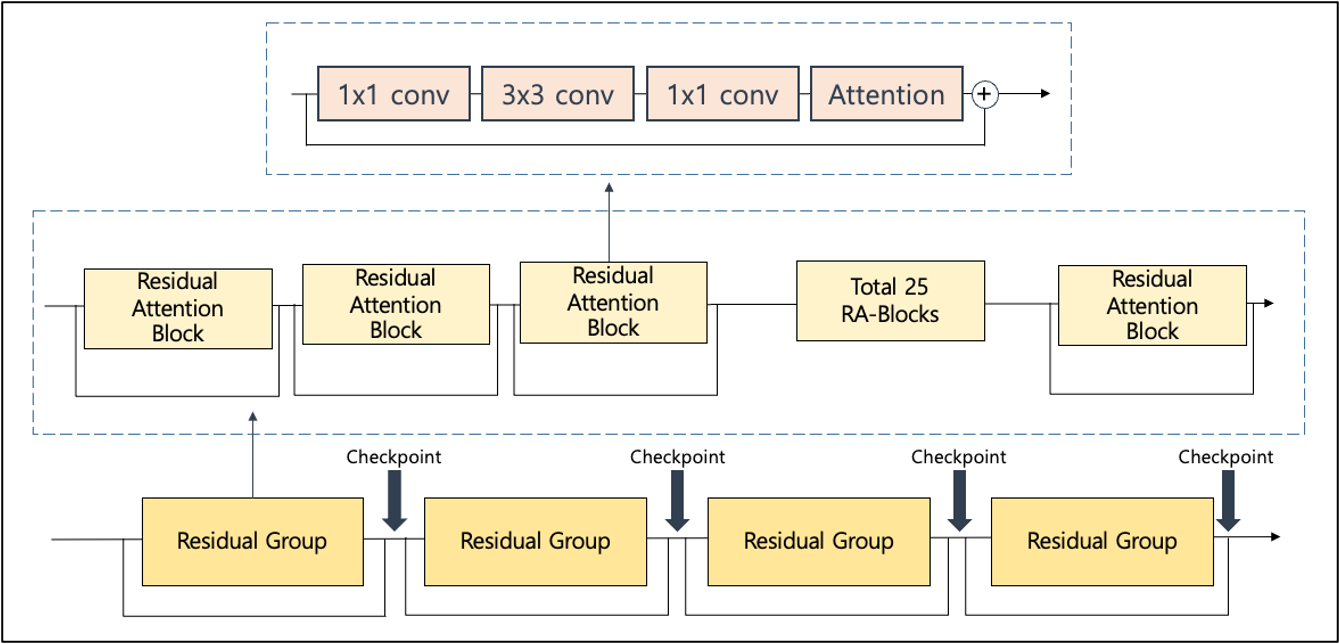 1x1 conv
3x3 conv
1x1 conv
Attention
+
Residual
Attention
Block
Residual
Attention
Block
Residual
Attention
Block
Total 25
RA-Blocks
Residual
Attention
Block
Checkpoint
Checkpoint
Checkpoint
Checkpoint
Residual Group
Residual Group
Residual Group
Residual Group